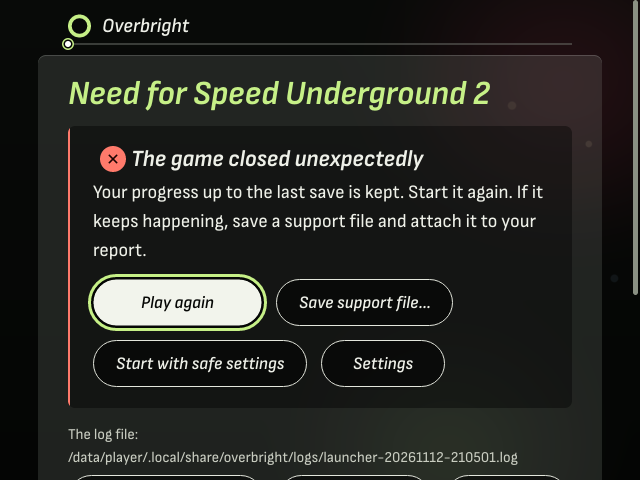 Overbright
Need for Speed Underground 2
The game closed unexpectedly
Your progress up to the last save is kept. Start it again. If it
keeps happening, save a support file and attach it to your
report.
Play again
Save support file…
Start with safe settings
Settings
The log file:
/data/player/.local/share/overbright/logs/launcher-20261112-210501.log